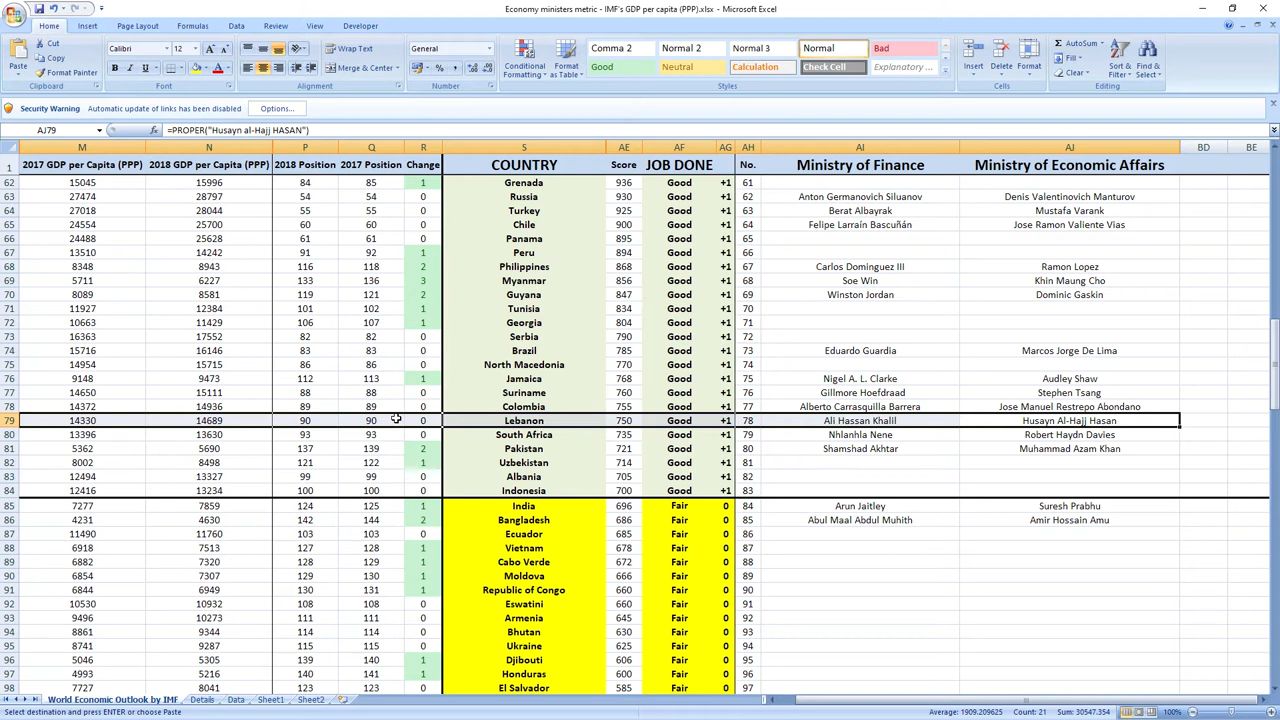 Economy ministers metric - IMF's GDP per capita (PPP).xlsx - Microsoft Excel
Home Insert Page Layout Formulas Data Review View Developer
Cut
Copy
Format Painter
Paste
Clipboard
Calibri 12
Font
Wrap Text
Merge & Center
Alignment
General
Number
Conditional Formatting
Format as Table
Comma 2 Normal 2 Normal 3 Normal Bad
Good Neutral Calculation Check Cell Explanary ...
Styles
Insert Delete Format
Cells
AutoSum
Fill
Clear
Sort & Filter
Find & Select
Editing
Security Warning Automatic update of links has been disabled Options...
AJ79 =PROPER("Husayn al-Hajj HASAN")
M N P Q R S AE AF AG AH AI AJ BD BE
1 2017 GDP per Capita (PPP) 2018 GDP per Capita (PPP) 2018 Position 2017 Position Change COUNTRY Score JOB DONE No. Ministry of Finance Ministry of Economic Affairs
62 15045 15996 84 85 1 Grenada 936 Good +1 61
63 27474 28797 54 54 0 Russia 930 Good +1 62 Anton Germanovich Siluanov Denis Valentinovich Manturov
64 27018 28044 55 55 0 Turkey 925 Good +1 63 Berat Albayrak Mustafa Varank
65 24554 25700 60 60 0 Chile 900 Good +1 64 Felipe Larraín Bascuñán Jose Ramon Valiente Vias
66 24488 25628 61 61 0 Panama 895 Good +1 65
67 13510 14242 91 92 1 Peru 894 Good +1 66
68 8348 8943 116 118 2 Philippines 868 Good +1 67 Carlos Dominguez III Ramon Lopez
69 5711 6227 133 136 3 Myanmar 856 Good +1 68 Soe Win Khin Maung Cho
70 8089 8581 119 121 2 Guyana 847 Good +1 69 Winston Jordan Dominic Gaskin
71 11927 12384 101 102 1 Tunisia 834 Good +1 70
72 10663 11429 106 107 1 Georgia 804 Good +1 71
73 16363 17552 82 82 0 Serbia 790 Good +1 72
74 15716 16146 83 83 0 Brazil 785 Good +1 73 Eduardo Guardia Marcos Jorge De Lima
75 14954 15715 86 86 0 North Macedonia 770 Good +1 74
76 9148 9473 112 113 1 Jamaica 768 Good +1 75 Nigel A. L. Clarke Audley Shaw
77 14650 15111 88 88 0 Suriname 760 Good +1 76 Gillmore Hoefdraad Stephen Tsang
78 14372 14936 89 89 0 Colombia 755 Good +1 77 Alberto Carrasquilla Barrera Jose Manuel Restrepo Abondano
79 14330 14689 90 90 0 Lebanon 750 Good +1 78 Ali Hassan Khalil Husayn Al-Hajj Hasan
80 13396 13630 93 93 0 South Africa 735 Good +1 79 Nhlanhla Nene Robert Haydn Davies
81 5362 5690 137 139 2 Pakistan 721 Good +1 80 Shamshad Akhtar Muhammad Azam Khan
82 8002 8498 121 122 1 Uzbekistan 714 Good +1 81
83 12494 13327 99 99 0 Albania 705 Good +1 82
84 12416 13234 100 100 0 Indonesia 700 Good +1 83
85 7277 7859 124 125 1 India 696 Fair 0 84 Arun Jaitley Suresh Prabhu
86 4231 4630 142 144 2 Bangladesh 686 Fair 0 85 Abul Maal Abdul Muhith Amir Hossain Amu
87 11490 11760 103 103 0 Ecuador 685 Fair 0 86
88 6918 7513 127 128 1 Vietnam 678 Fair 0 88
89 6882 7320 128 129 1 Cabo Verde 672 Fair 0 88
90 6854 7307 129 130 1 Moldova 666 Fair 0 89
91 6844 6949 130 131 1 Republic of Congo 660 Fair 0 90
92 10530 10932 108 108 0 Eswatini 660 Fair 0 91
93 9496 10273 111 111 0 Armenia 645 Fair 0 92
94 8861 9344 114 114 0 Bhutan 630 Fair 0 93
95 8741 9287 115 115 0 Ukraine 625 Fair 0 94
96 5046 5305 139 140 1 Djibouti 606 Fair 0 95
97 4993 5216 140 141 1 Honduras 600 Fair 0 96
98 7727 8041 123 123 0 El Salvador 585 Fair 0 97
World Economic Outlook by IMF Details Data Sheet1 Sheet2
Select destination and press ENTER or choose Paste Average: 1909.209625 Count: 21 Sum: 30547.354 100%